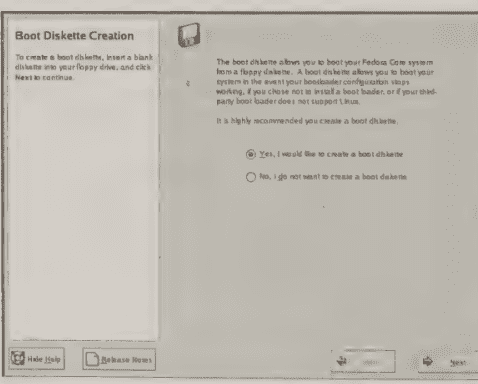 Boot Diskette Creation
To create a boot diskette, insert a blank
diskette into your floppy drive, and click
Next to continue.
The boot diskette allows you to boot your Fedora Core system
from a floppy diskette. A boot diskette allows you to boot your
system in the event your bootloader configuration stops
working, if you chose not to install a boot loader, or if your third-
party boot loader does not support Linux.
It is highly recommended you create a boot diskette.
Yes, I would like to create a boot diskette
No, I do not want to create a boot diskette
Hide Help
Release Notes
Next